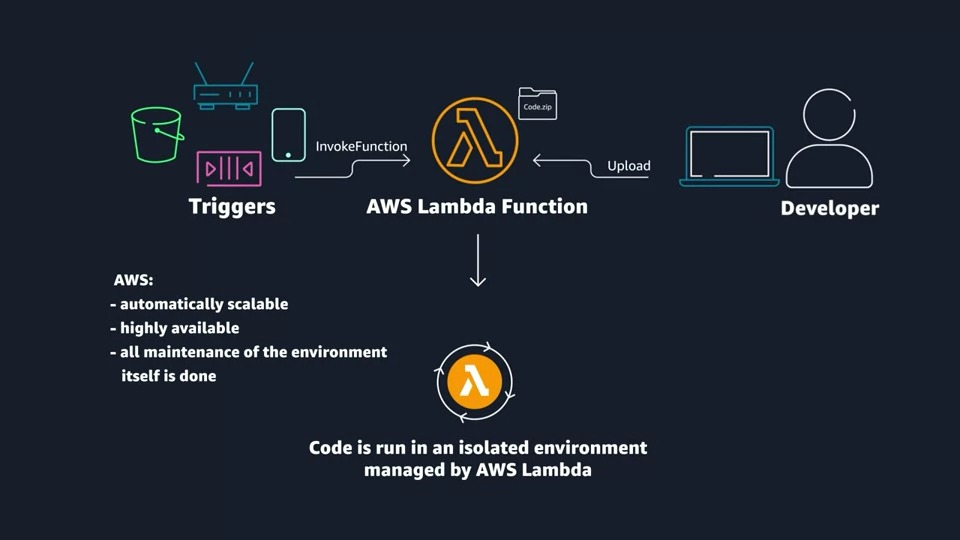 Code.zip
InvokeFunction
Upload
Triggers
AWS Lambda Function
Developer
AWS:
- automatically scalable
- highly available
- all maintenance of the environment
itself is done
Code is run in an isolated environment
managed by AWS Lambda